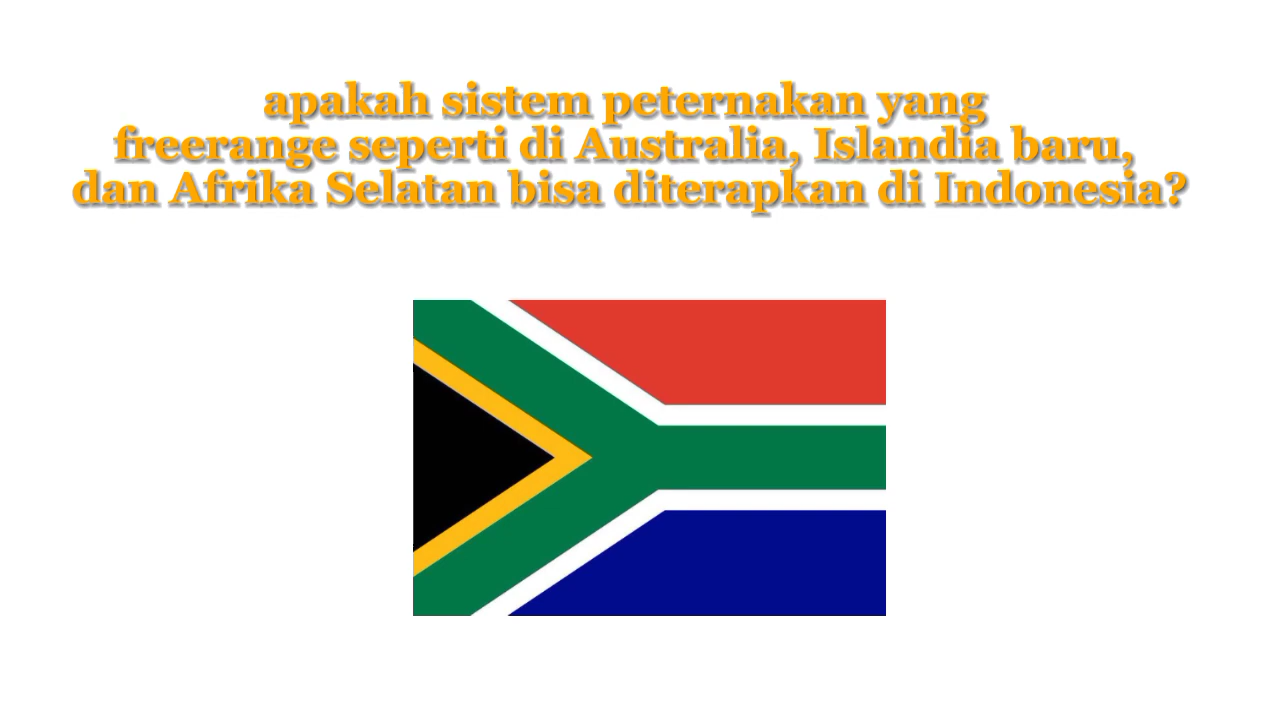 apakah sistem peternakan yang
freerange seperti di Australia, Islandia baru,
dan Afrika Selatan bisa diterapkan di Indonesia?